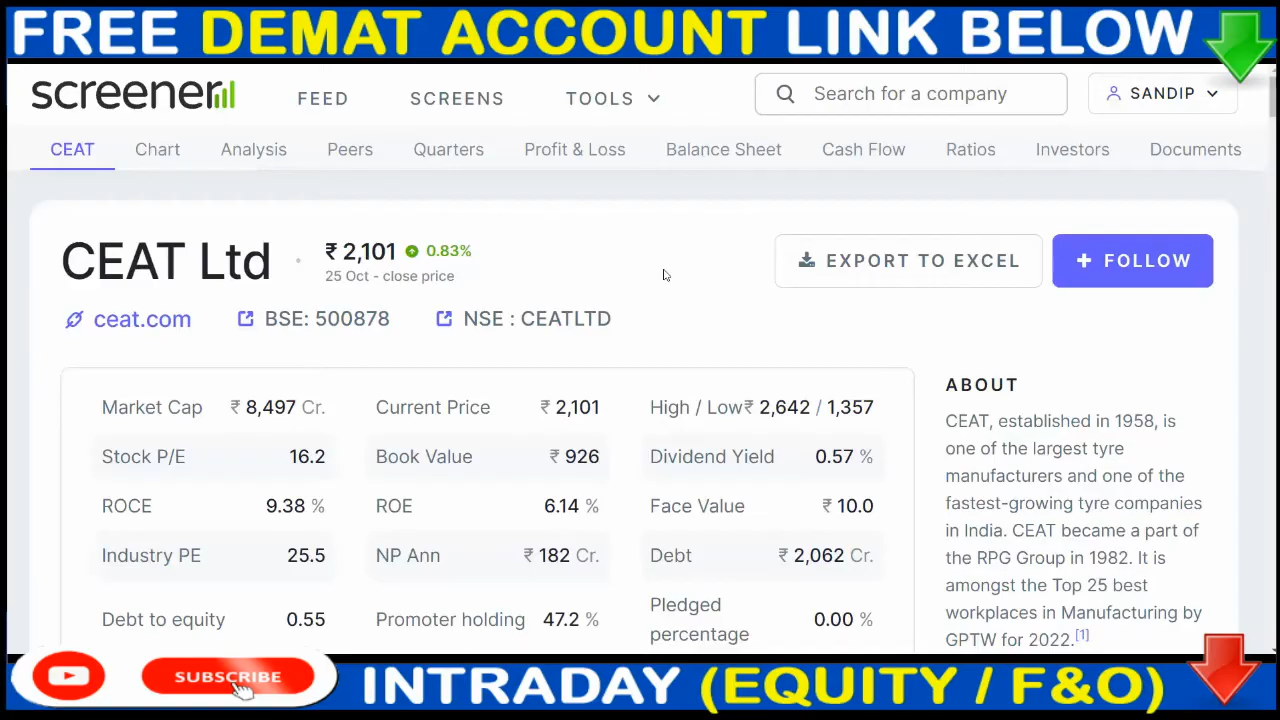 FREE DEMAT ACCOUNT LINK BELOW
screener
FEED SCREENS TOOLS
Search for a company
SANDIP
CEAT Chart Analysis Peers Quarters Profit & Loss Balance Sheet Cash Flow Ratios Investors Documents
CEAT Ltd · ₹ 2,101 0.83%
25 Oct - close price
EXPORT TO EXCEL
+ FOLLOW
ceat.com BSE: 500878 NSE : CEATLTD
Market Cap ₹ 8,497 Cr. Current Price ₹ 2,101 High / Low ₹ 2,642 / 1,357
Stock P/E 16.2 Book Value ₹ 926 Dividend Yield 0.57 %
ROCE 9.38 % ROE 6.14 % Face Value ₹ 10.0
Industry PE 25.5 NP Ann ₹ 182 Cr. Debt ₹ 2,062 Cr.
Debt to equity 0.55 Promoter holding 47.2 % Pledged
percentage 0.00 %
ABOUT
CEAT, established in 1958, is
one of the largest tyre
manufacturers and one of the
fastest-growing tyre companies
in India. CEAT became a part of
the RPG Group in 1982. It is
amongst the Top 25 best
workplaces in Manufacturing by
GPTW for 2022.[1]
SUBSCRIBE
INTRADAY (EQUITY / F&O)